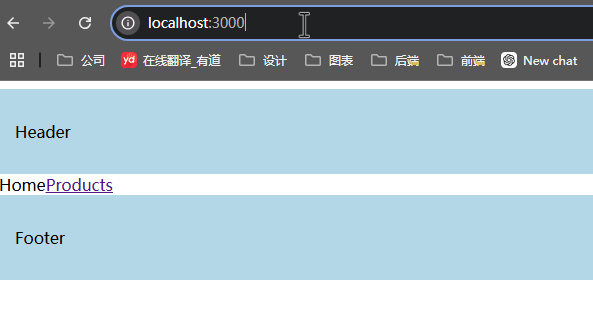 localhost:3000
公司 yd 在线翻译_有道 设计 图表 后端 前端 New chat
Header
HomeProducts
Footer